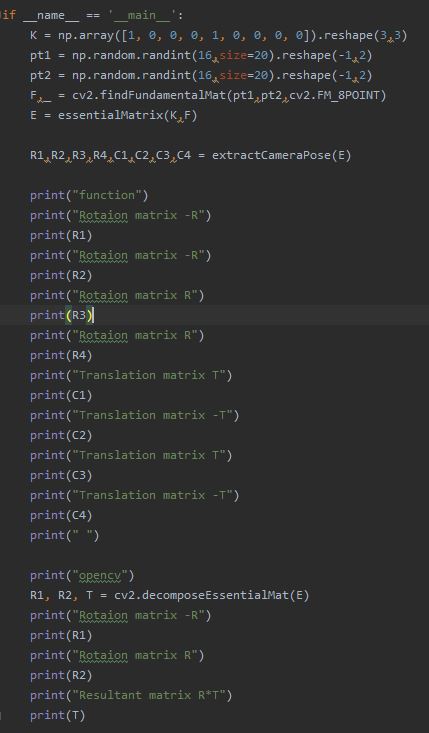 if __name__ == '__main__':
    K = np.array([1, 0, 0, 0, 1, 0, 0, 0, 0]).reshape(3,3)
    pt1 = np.random.randint(16,size=20).reshape(-1,2)
    pt2 = np.random.randint(16,size=20).reshape(-1,2)
    F,_ = cv2.findFundamentalMat(pt1,pt2,cv2.FM_8POINT)
    E = essentialMatrix(K,F)

    R1,R2,R3,R4,C1,C2,C3,C4 = extractCameraPose(E)

    print("function")
    print("Rotaion matrix -R")
    print(R1)
    print("Rotaion matrix -R")
    print(R2)
    print("Rotaion matrix R")
    print(R3)
    print("Rotaion matrix R")
    print(R4)
    print("Translation matrix T")
    print(C1)
    print("Translation matrix -T")
    print(C2)
    print("Translation matrix T")
    print(C3)
    print("Translation matrix -T")
    print(C4)
    print(" ")

    print("opencv")
    R1, R2, T = cv2.decomposeEssentialMat(E)
    print("Rotaion matrix -R")
    print(R1)
    print("Rotaion matrix R")
    print(R2)
    print("Resultant matrix R*T")
    print(T)